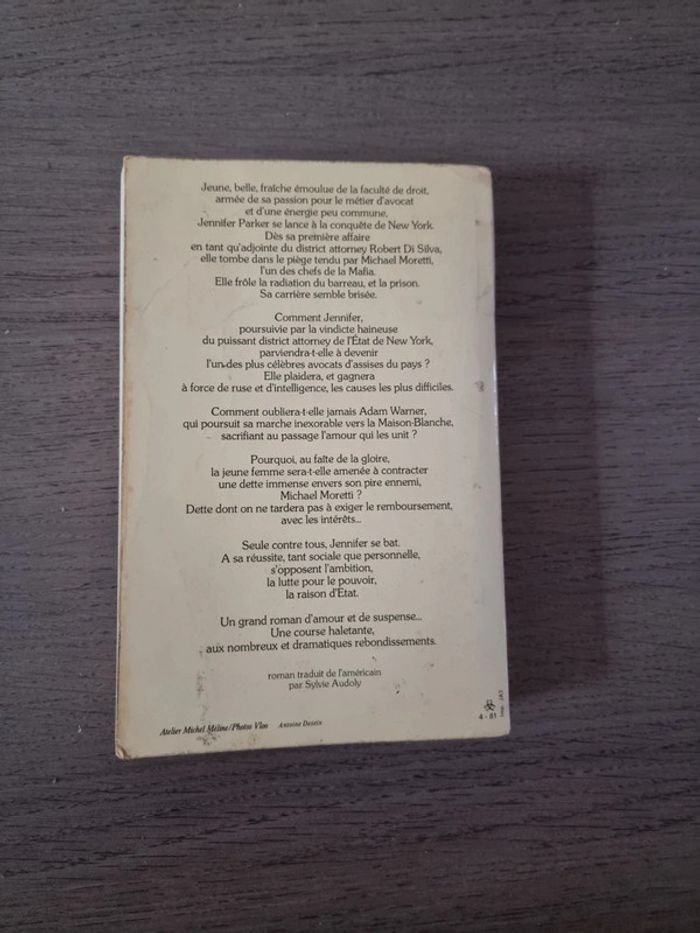 Jeune, belle, fraîche émoulue de la faculté de droit,
armée de sa passion pour le métier d'avocat
et d'une énergie peu commune,
Jennifer Parker se lance à la conquête de New York.
Dès sa première affaire
en tant qu'adjointe du district attorney Robert Di Silva,
elle tombe dans le piège tendu par Michael Moretti,
l'un des chefs de la Mafia.
Elle frôle la radiation du barreau, et la prison.
Sa carrière semble brisée.
Comment Jennifer,
poursuivie par la vindicte haineuse
du puissant district attorney de l'État de New York,
parviendra-t-elle à devenir
l'un des plus célèbres avocats d'assises du pays ?
Elle plaidera, et gagnera
à force de ruse et d'intelligence, les causes les plus difficiles.
Comment oubliera-t-elle jamais Adam Warner,
qui poursuit sa marche inexorable vers la Maison-Blanche,
sacrifiant au passage l'amour qui les unit ?
Pourquoi, au faîte de la gloire,
la jeune femme sera-t-elle amenée à contracter
une dette immense envers son pire ennemi,
Michael Moretti ?
Dette dont on ne tardera pas à exiger le remboursement,
avec les intérêts...
Seule contre tous, Jennifer se bat.
A sa réussite, tant sociale que personnelle,
s'opposent l'ambition,
la lutte pour le pouvoir,
la raison d'État.
Un grand roman d'amour et de suspense...
Une course haletante,
aux nombreux et dramatiques rebondissements.
roman traduit de l'américain
par Sylvie Audoly
Atelier Michel Méline/Photos Vloo Antoine Desaix
4 - 81